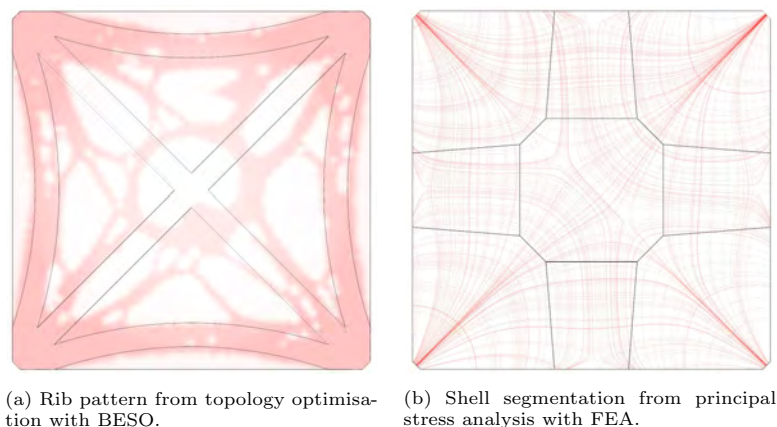 (a) Rib pattern from topology optimisa-
tion with BESO.
(b) Shell segmentation from principal
stress analysis with FEA.